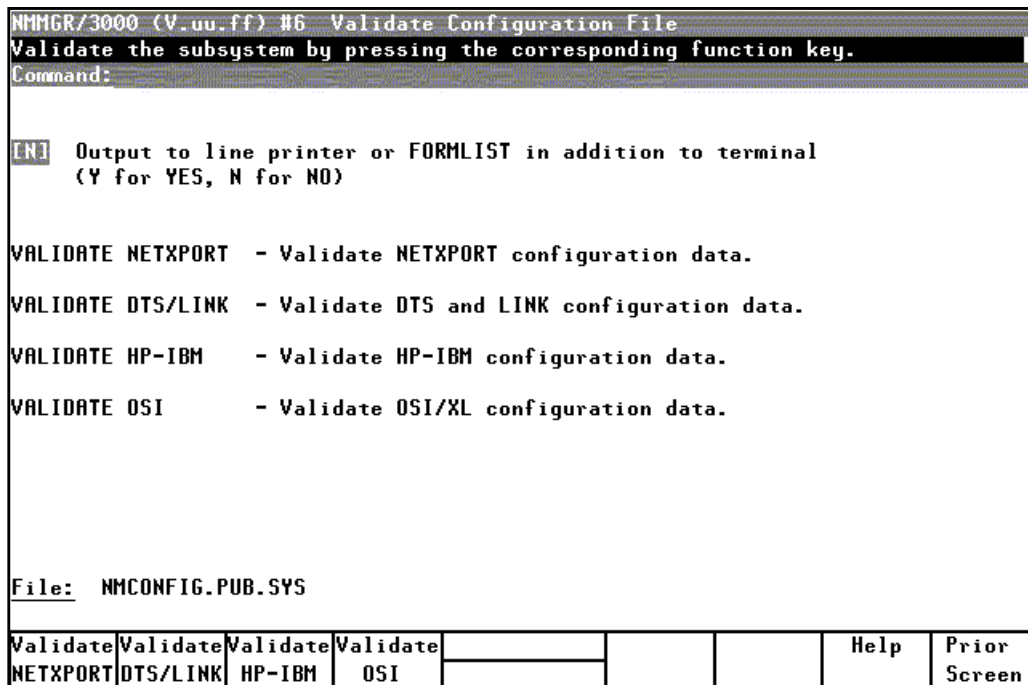 NMMGR/3000 (V.uu.ff) #6  Validate Configuration File
Validate the subsystem by pressing the corresponding function key.
Command:
[N]  Output to line printer or FORMLIST in addition to terminal
(Y for YES, N for NO)
VALIDATE NETXPORT  - Validate NETXPORT configuration data.
VALIDATE DTS/LINK  - Validate DTS and LINK configuration data.
VALIDATE HP-IBM    - Validate HP-IBM configuration data.
VALIDATE OSI       - Validate OSI/XL configuration data.
File:  NMCONFIG.PUB.SYS
Validate Validate Validate Validate Help Prior
NETXPORT DTS/LINK HP-IBM OSI Screen